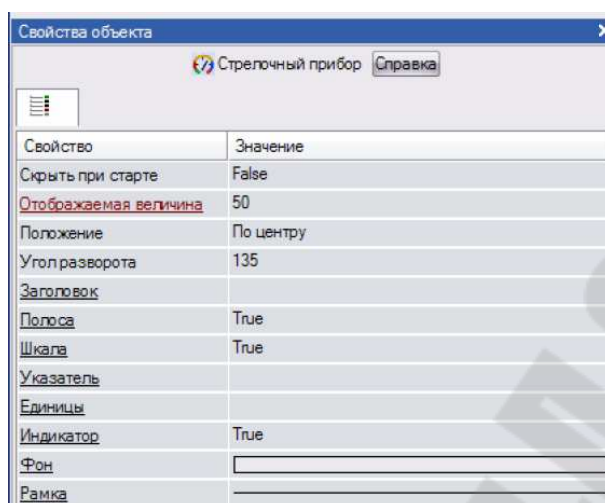 Свойства объекта
Стрелочный прибор Справка
Свойство Значение
Скрыть при старте False
Отображаемая величина 50
Положение По центру
Угол разворота 135
Заголовок
Полоса True
Шкала True
Указатель
Единицы
Индикатор True
Фон
Рамка